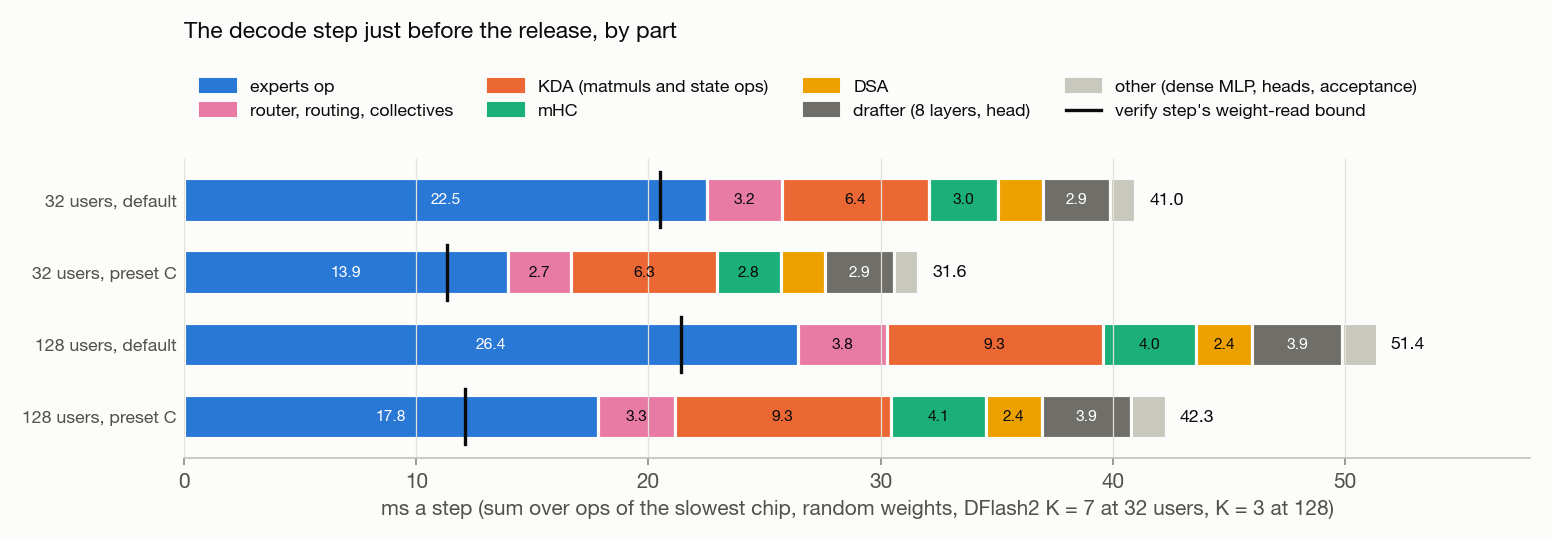 The decode step just before the release, by part
experts op
KDA (matmuls and state ops)
DSA
other (dense MLP, heads, acceptance)
router, routing, collectives
mHC
drafter (8 layers, head)
verify step's weight-read bound
32 users, default
22.5
3.2
6.4
3.0
2.9
41.0
32 users, preset C
13.9
2.7
6.3
2.8
2.9
31.6
128 users, default
26.4
3.8
9.3
4.0
2.4
3.9
51.4
128 users, preset C
17.8
3.3
9.3
4.1
2.4
3.9
42.3
0
10
20
30
40
50
ms a step (sum over ops of the slowest chip, random weights, DFlash2 K = 7 at 32 users, K = 3 at 128)